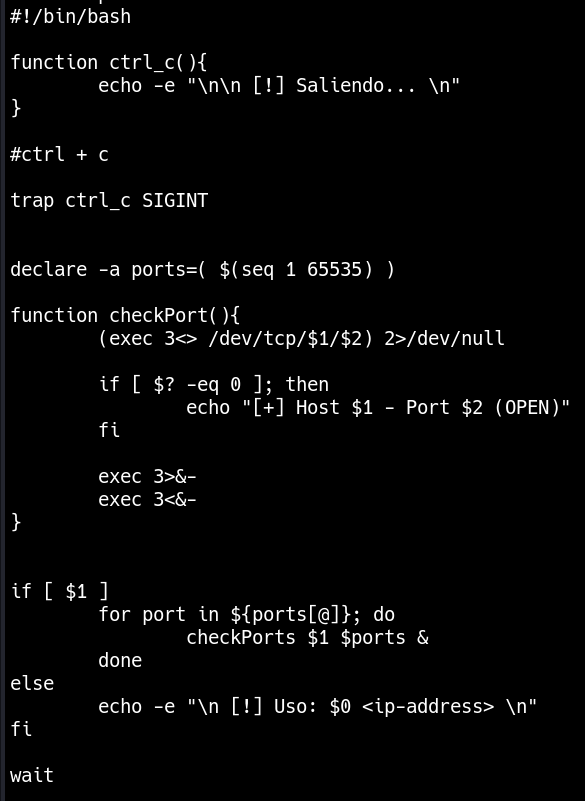 #!/bin/bash
function ctrl_c(){
echo -e "\n\n [!] Saliendo... \n"
}
#ctrl + c
trap ctrl_c SIGINT
declare -a ports=( $(seq 1 65535) )
function checkPort(){
(exec 3<> /dev/tcp/$1/$2) 2>/dev/null
if [ $? -eq 0 ]; then
echo "[+] Host $1 - Port $2 (OPEN)"
fi
exec 3>&-
exec 3<&-
}
if [ $1 ]
for port in ${ports[@]}; do
checkPorts $1 $ports &
done
else
echo -e "\n [!] Uso: $0 <ip-address> \n"
fi
wait